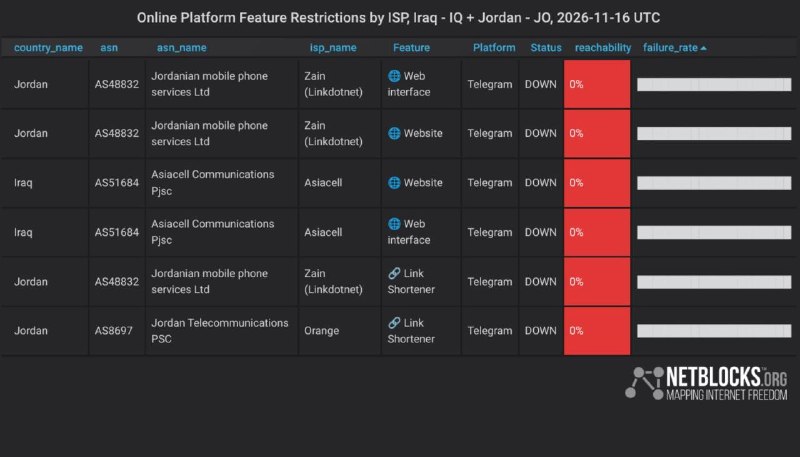 Online Platform Feature Restrictions by ISP, Iraq - IQ + Jordan - JO, 2026-11-16 UTC
country_name asn asn_name isp_name Feature Platform Status reachability failure_rate
Jordan AS48832 Jordanian mobile phone services Ltd Zain (Linkdotnet) Web interface Telegram DOWN 0%
Jordan AS48832 Jordanian mobile phone services Ltd Zain (Linkdotnet) Website Telegram DOWN 0%
Iraq AS51684 Asiacell Communications Pjsc Asiacell Website Telegram DOWN 0%
Iraq AS51684 Asiacell Communications Pjsc Asiacell Web interface Telegram DOWN 0%
Jordan AS48832 Jordanian mobile phone services Ltd Zain (Linkdotnet) Link Shortener Telegram DOWN 0%
Jordan AS8697 Jordan Telecommunications PSC Orange Link Shortener Telegram DOWN 0%
NETBLOCKS.ORG
MAPPING INTERNET FREEDOM